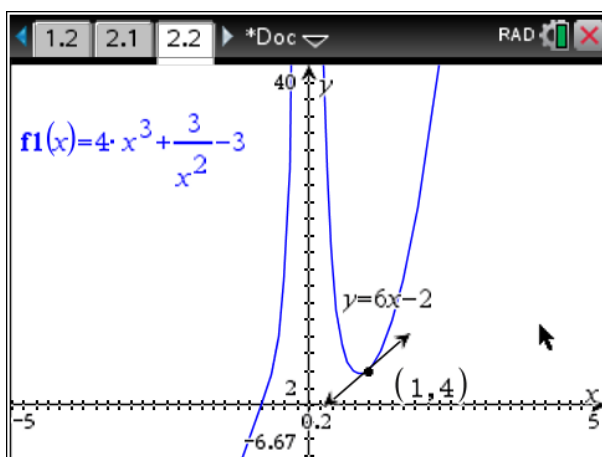 1.2 2.1 2.2 *Doc RAD
40 y
f1(x)=4· x³+3/x²-3
y=6x-2
(1,4)
2 x
-5 0.2 5
-6.67